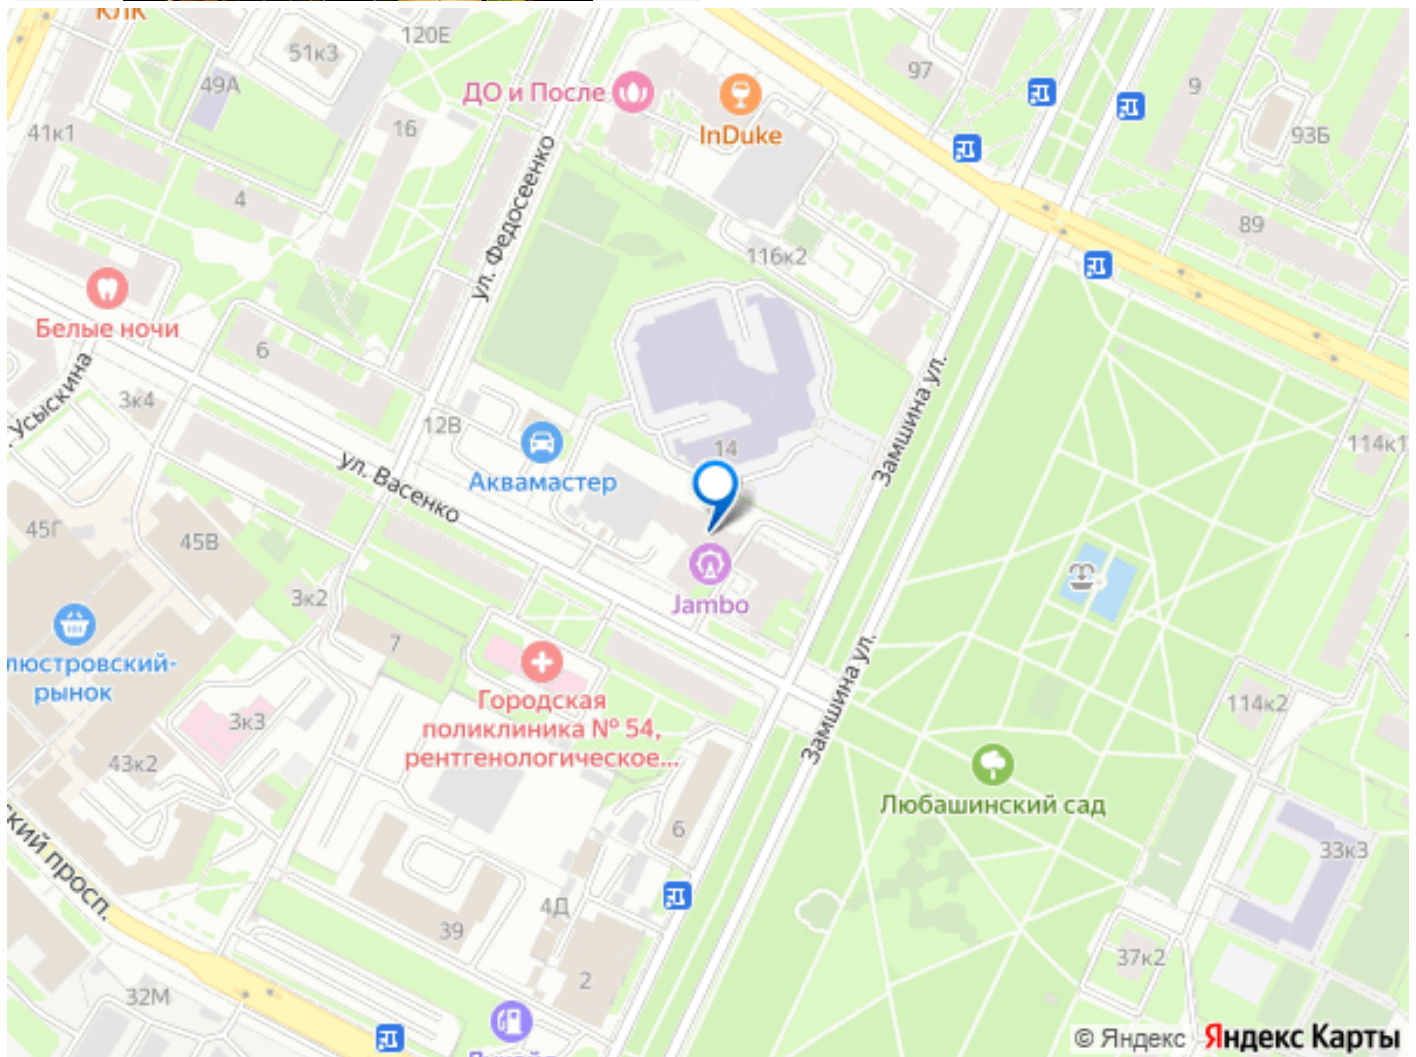 КЛК
120Е
51к3
49А
ДО и После
InDuke
97
9
93Б
41к1
16
4
ул. Федосеенко
116к2
89
Белые ночи
6
Усыскина
3к4
12В
Аквамастер
14
Замшина ул.
114к1
ул. Васенко
45Г
45В
Jambo
3к2
7
люстровский-
рынок
Городская
поликлиника № 54,
рентгенологическое...
3к3
43к2
Замшина ул.
114к2
Любашинский сад
6
33к3
ский просп.
4Д
39
2
37к2
32М
© Яндекс Яндекс Карты